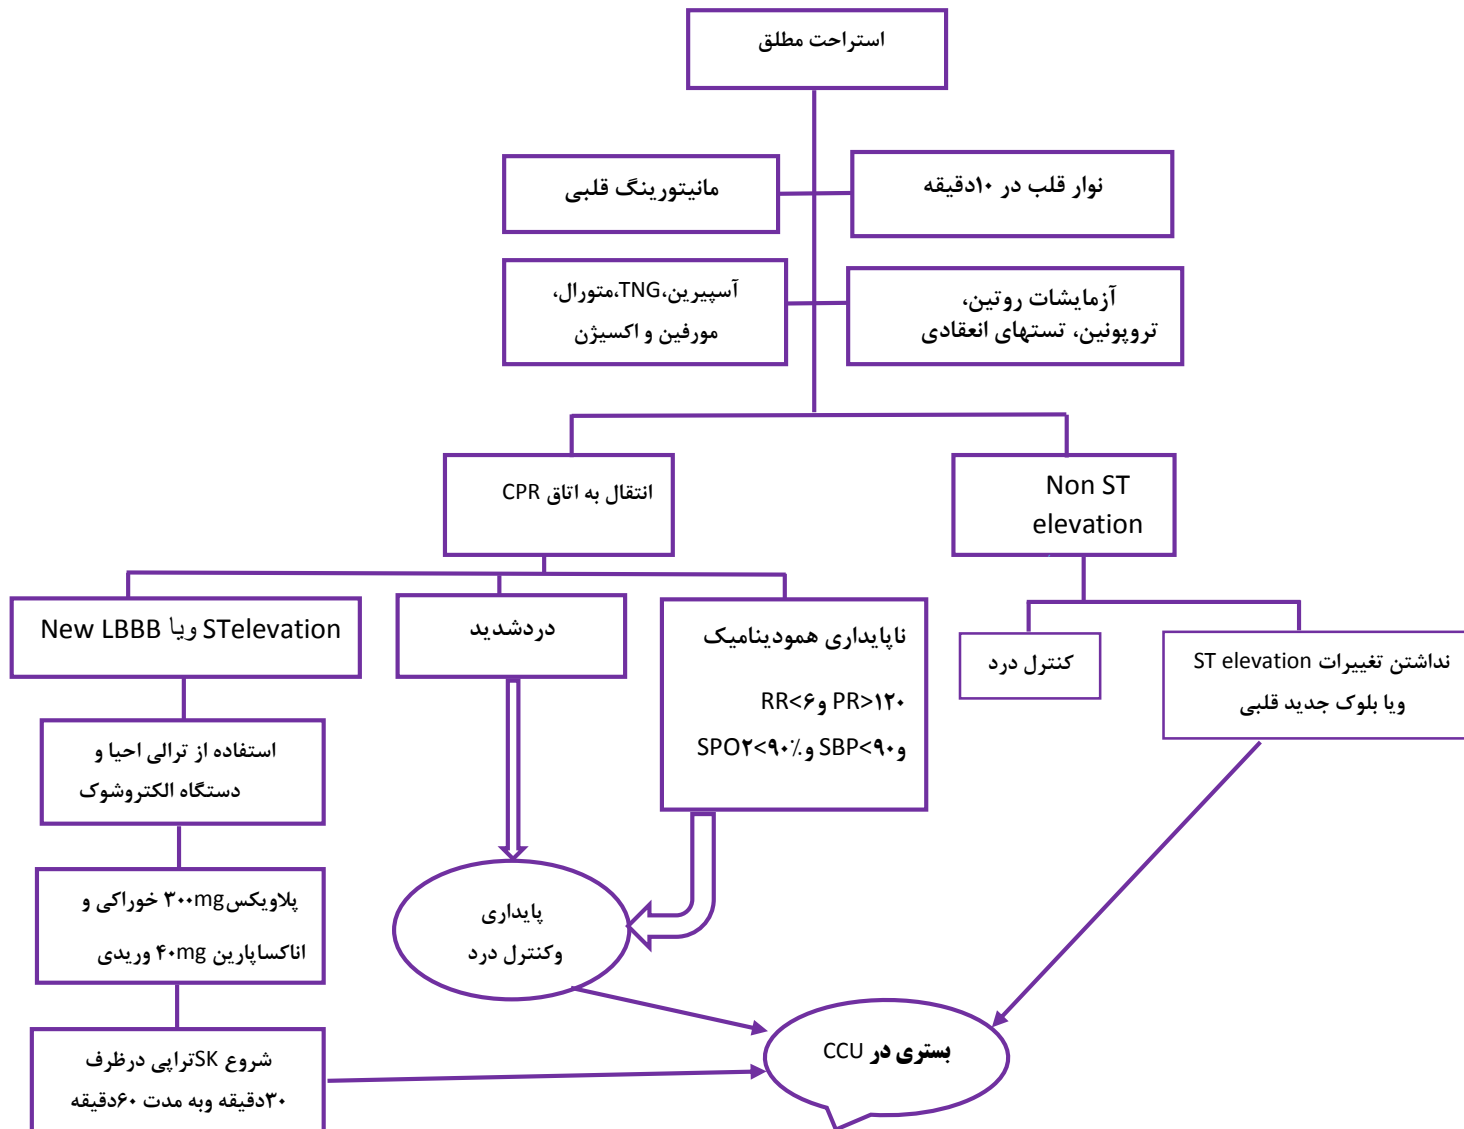 استراحت مطلق
نوار قلب در ۱۰دقیقه
مانیتورینگ قلبی
آزمایشات روتین،
تروپونین، تستهای انعقادی
آسپیرین،TNG،متورال،
مورفین و اکسیژن
Non ST
elevation
انتقال به اتاق CPR
نداشتن تغییرات ST elevation
ویا بلوک جدید قلبی
کنترل درد
ناپایداری همودینامیک
PR>۱۲۰ و RR<۶
و SBP<۹۰ و SPO۲<۹۰٪
دردشدید
STelevation ویا New LBBB
استفاده از ترالی احیا و
دستگاه الکتروشوک
پلاویکس۳۰۰mg خوراکی و
اناکساپارین ۴۰mg وریدی
پایداری
وکنترل درد
بستری در CCU
شروع SKتراپی درظرف
۳۰دقیقه وبه مدت ۶۰دقیقه